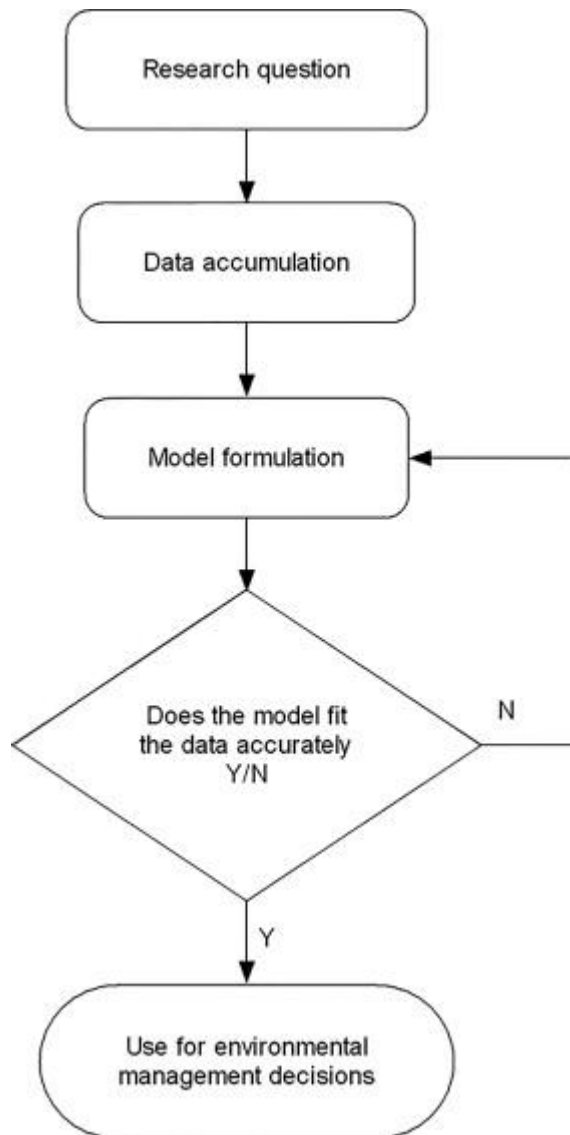 Research question
Data accumulation
Model formulation
Does the model fit
the data accurately
Y/N
N
Y
Use for environmental
management decisions